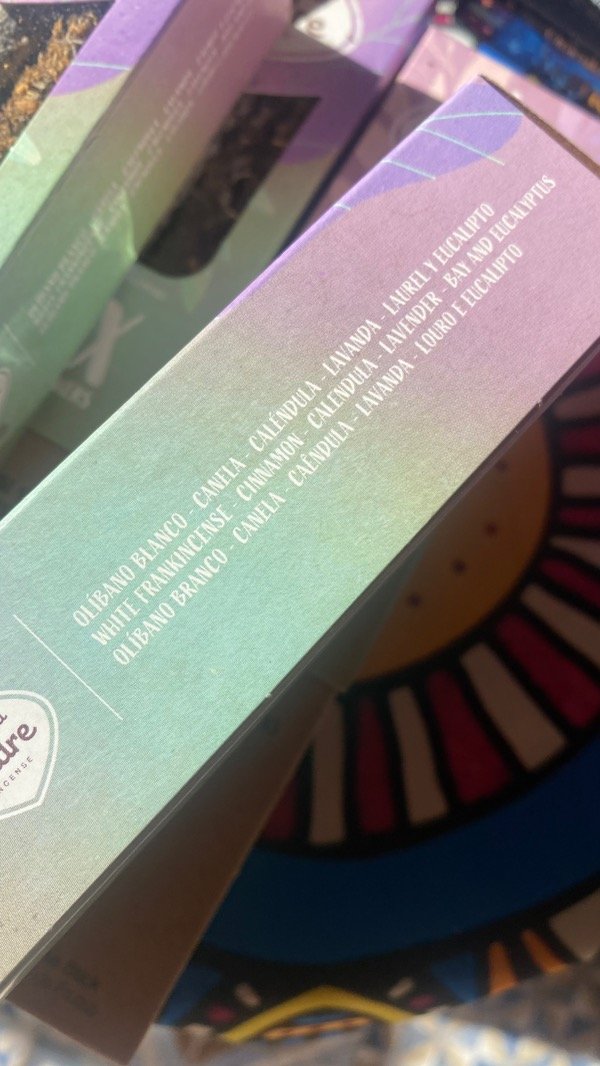 OLÍBANO BLANCO - CANELA - CALÉNDULA - LAVANDA - LAUREL Y EUCALIPTO
WHITE FRANKINCENSE - CINNAMON - CALENDULA - LAVENDER - BAY AND EUCALYPTUS
OLÍBANO BRANCO - CANELA - CAÊNDULA - LAVANDA - LOURO E EUCALIPTO